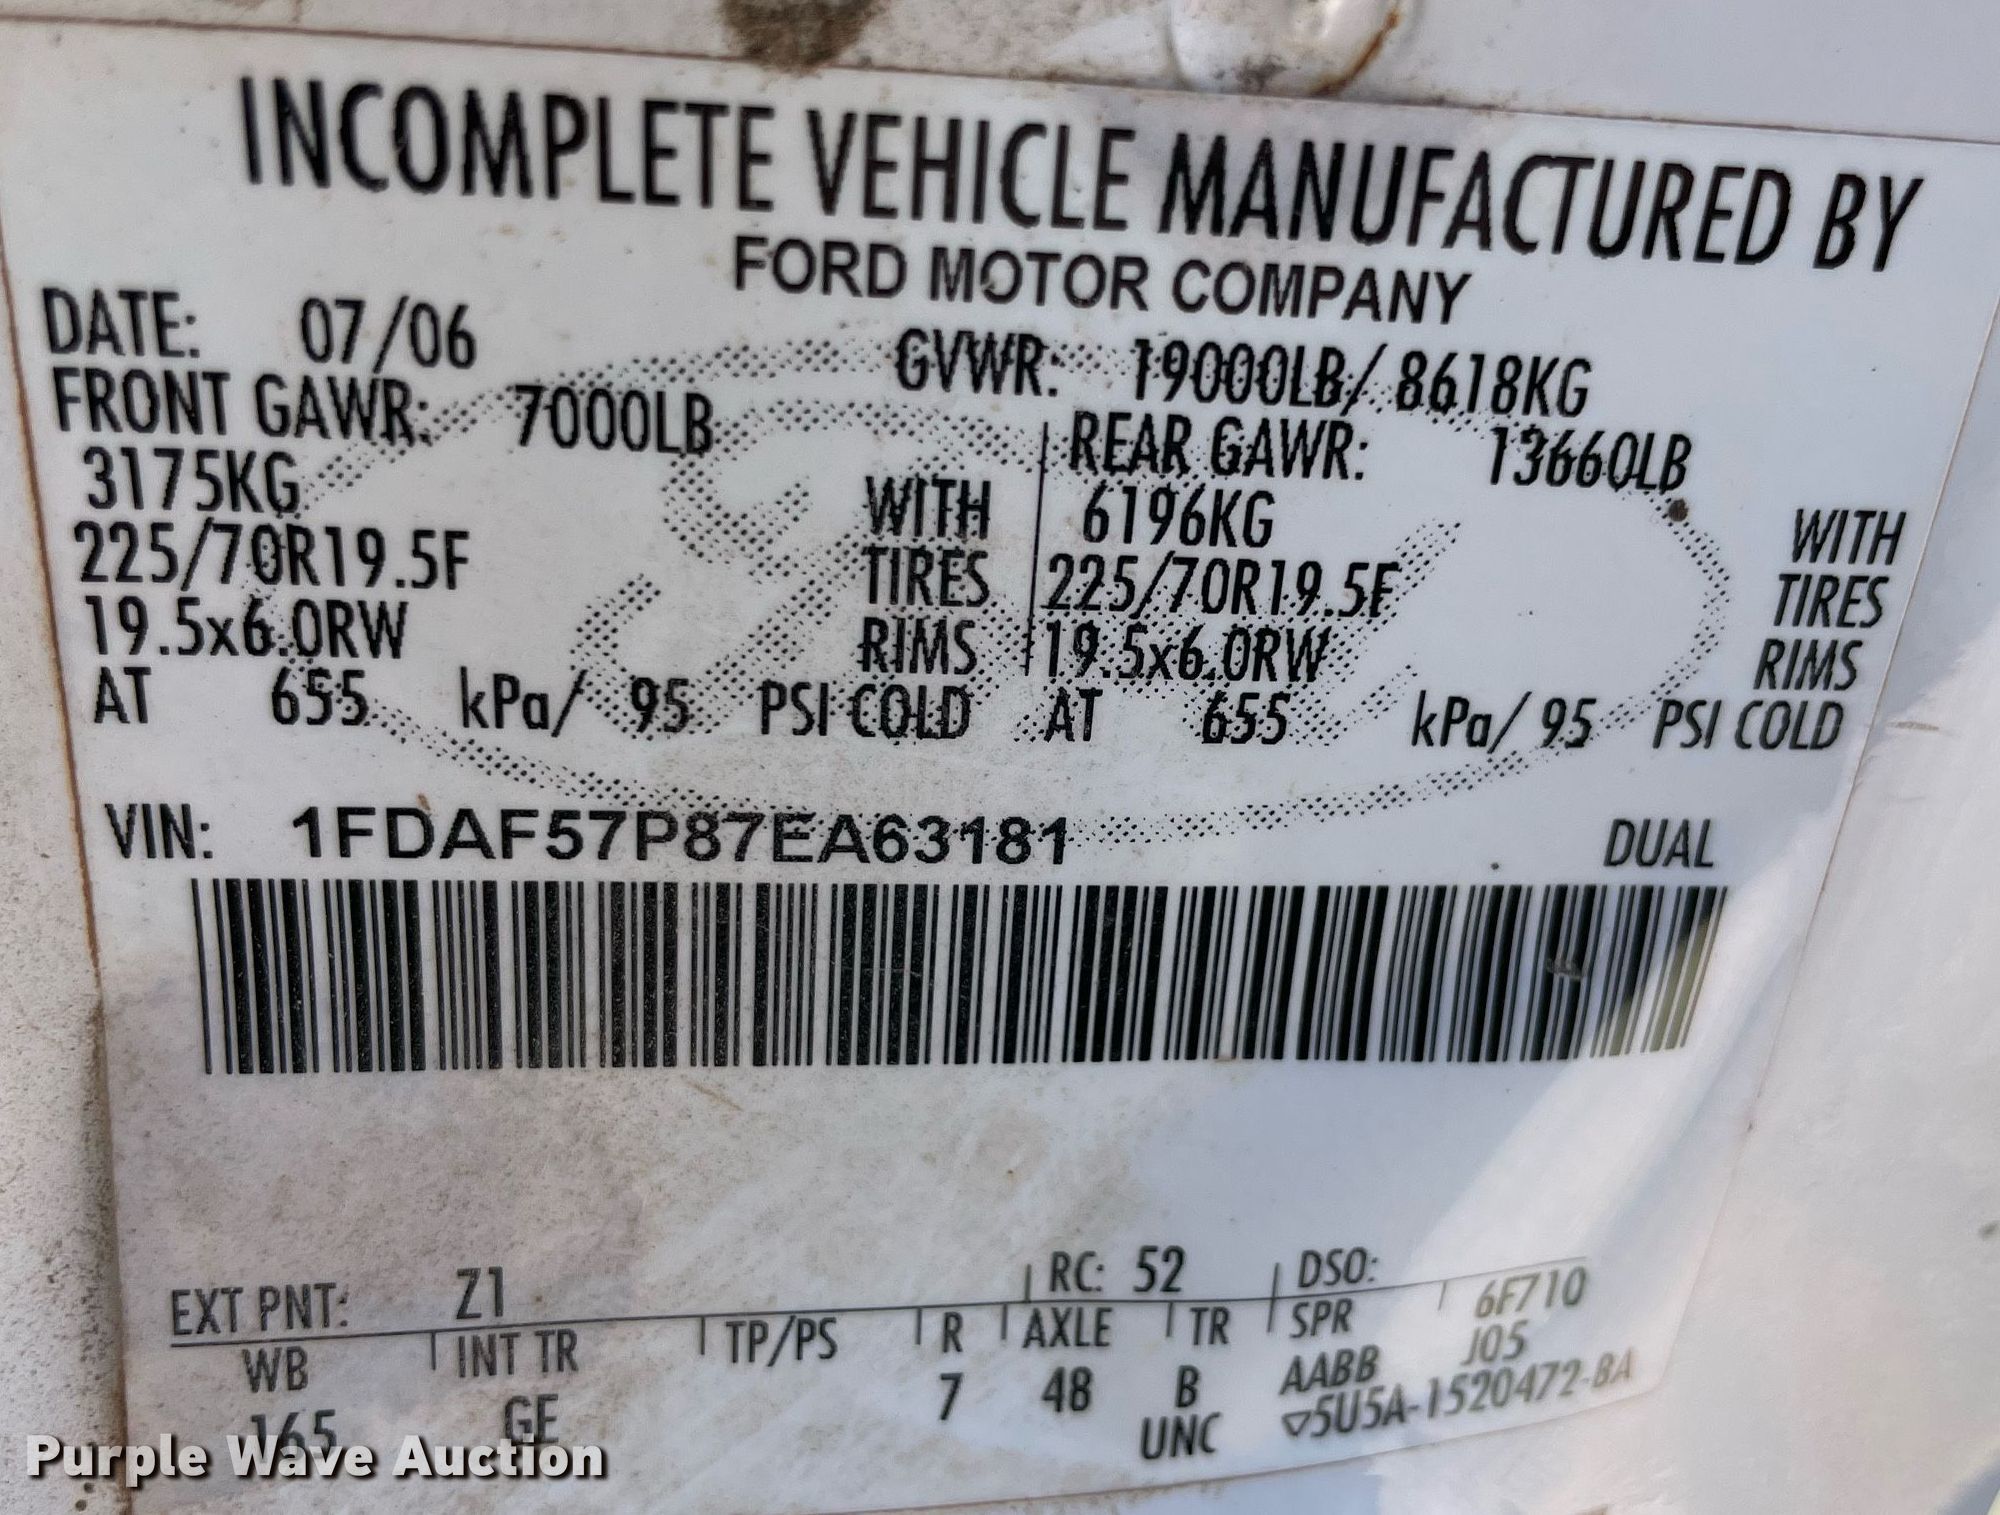 INCOMPLETE VEHICLE MANUFACTURED BY
FORD MOTOR COMPANY
DATE: 07/06 GVWR: 19000LB/ 8618KG
FRONT GAWR: 7000LB REAR GAWR: 13660LB
3175KG WITH 6196KG WITH
225/70R19.5F TIRES 225/70R19.5F TIRES
19.5x6.0RW RIMS 19.5x6.0RW RIMS
AT 655 kPa/ 95 PSI COLD AT 655 kPa/ 95 PSI COLD
VIN: 1FDAF57P87EA63181 DUAL
EXT PNT: Z1 RC: 52 DSO:
WB INT TR TP/PS R AXLE TR SPR 6F710
165 GE 7 48 B AABB J05
UNC ▽5U5A-1520472-BA
Purple Wave Auction